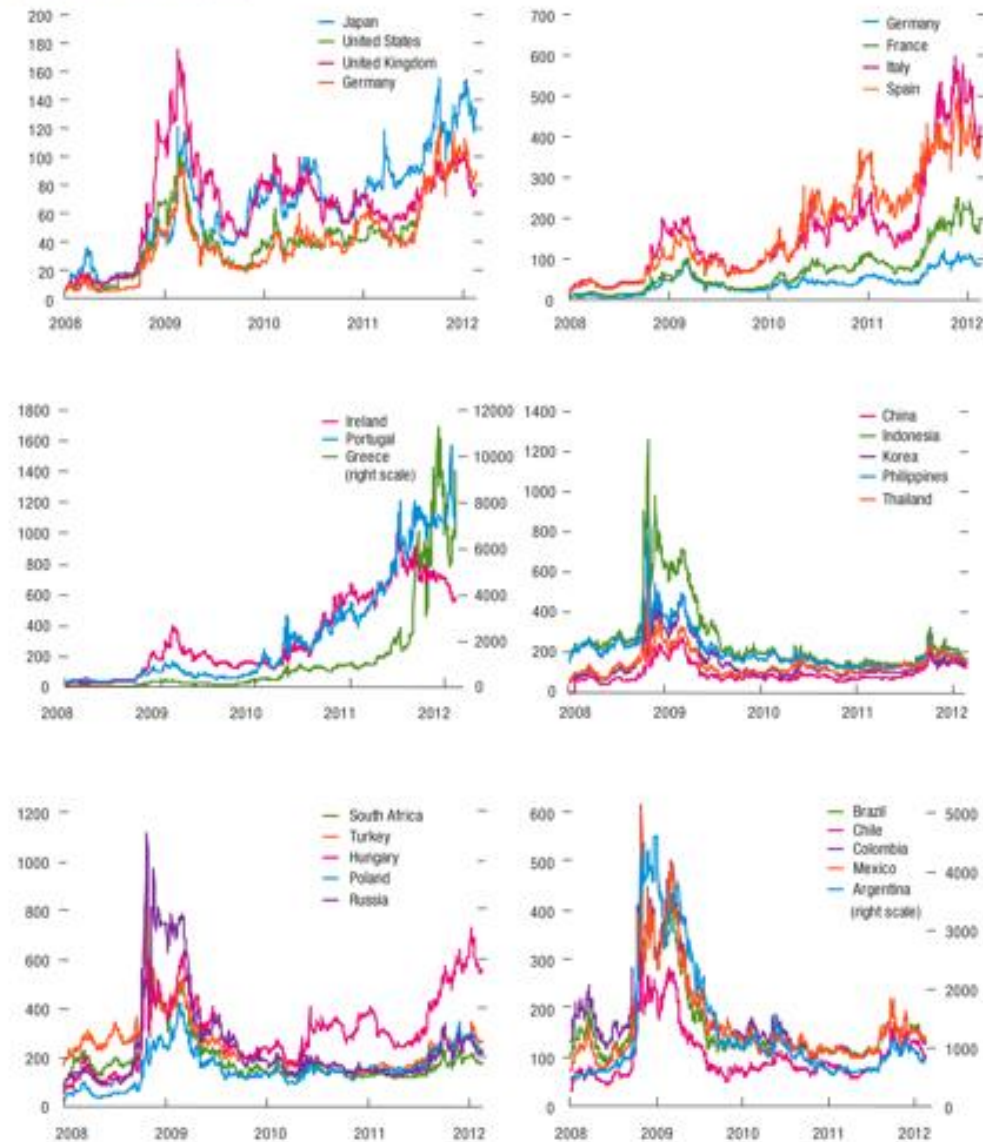 200
180
160
140
120
100
80
60
40
20
0
2008 2009 2010 2011 2012
Japan
United States
United Kingdom
Germany
700
600
500
400
300
200
100
0
2008 2009 2010 2011 2012
Germany
France
Italy
Spain
1800
1600
1400
1200
1000
800
600
400
200
0
2008 2009 2010 2011 2012
Ireland
Portugal
Greece
(right scale)
12000
10000
8000
6000
4000
2000
0
1400
1200
1000
800
600
400
200
0
2008 2009 2010 2011 2012
China
Indonesia
Korea
Philippines
Thailand
1200
1000
800
600
400
200
0
2008 2009 2010 2011 2012
South Africa
Turkey
Hungary
Poland
Russia
600
500
400
300
200
100
0
2008 2009 2010 2011 2012
Brazil
Chile
Colombia
Mexico
Argentina
(right scale)
5000
4000
3000
2000
1000
0